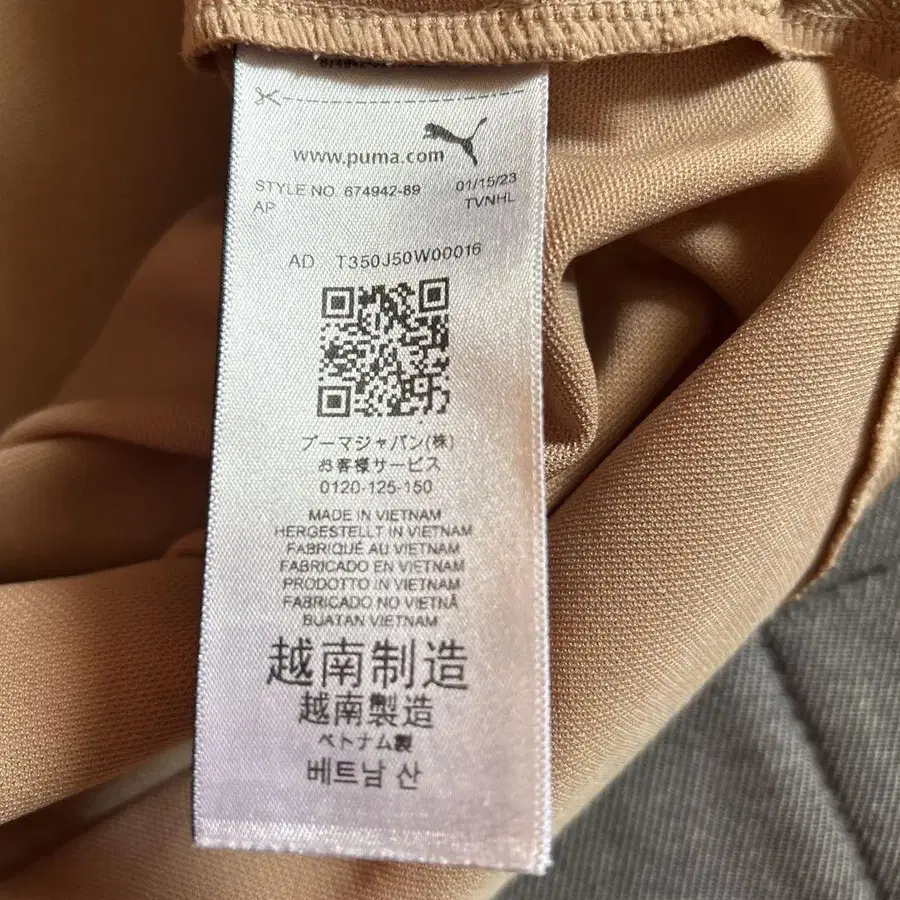 www.puma.com
STYLE NO. 674942-89 01/15/23
AP TVNHL
AD T350J50W00016
プーマジャパン(株)
お客様サービス
0120-125-150
MADE IN VIETNAM
HERGESTELLT IN VIETNAM
FABRIQUÉ AU VIETNAM
FABRICADO EN VIETNAM
PRODOTTO IN VIETNAM
FABRICADO NO VIETNÃ
BUATAN VIETNAM
越南制造
越南製造
ベトナム製
베트남 산